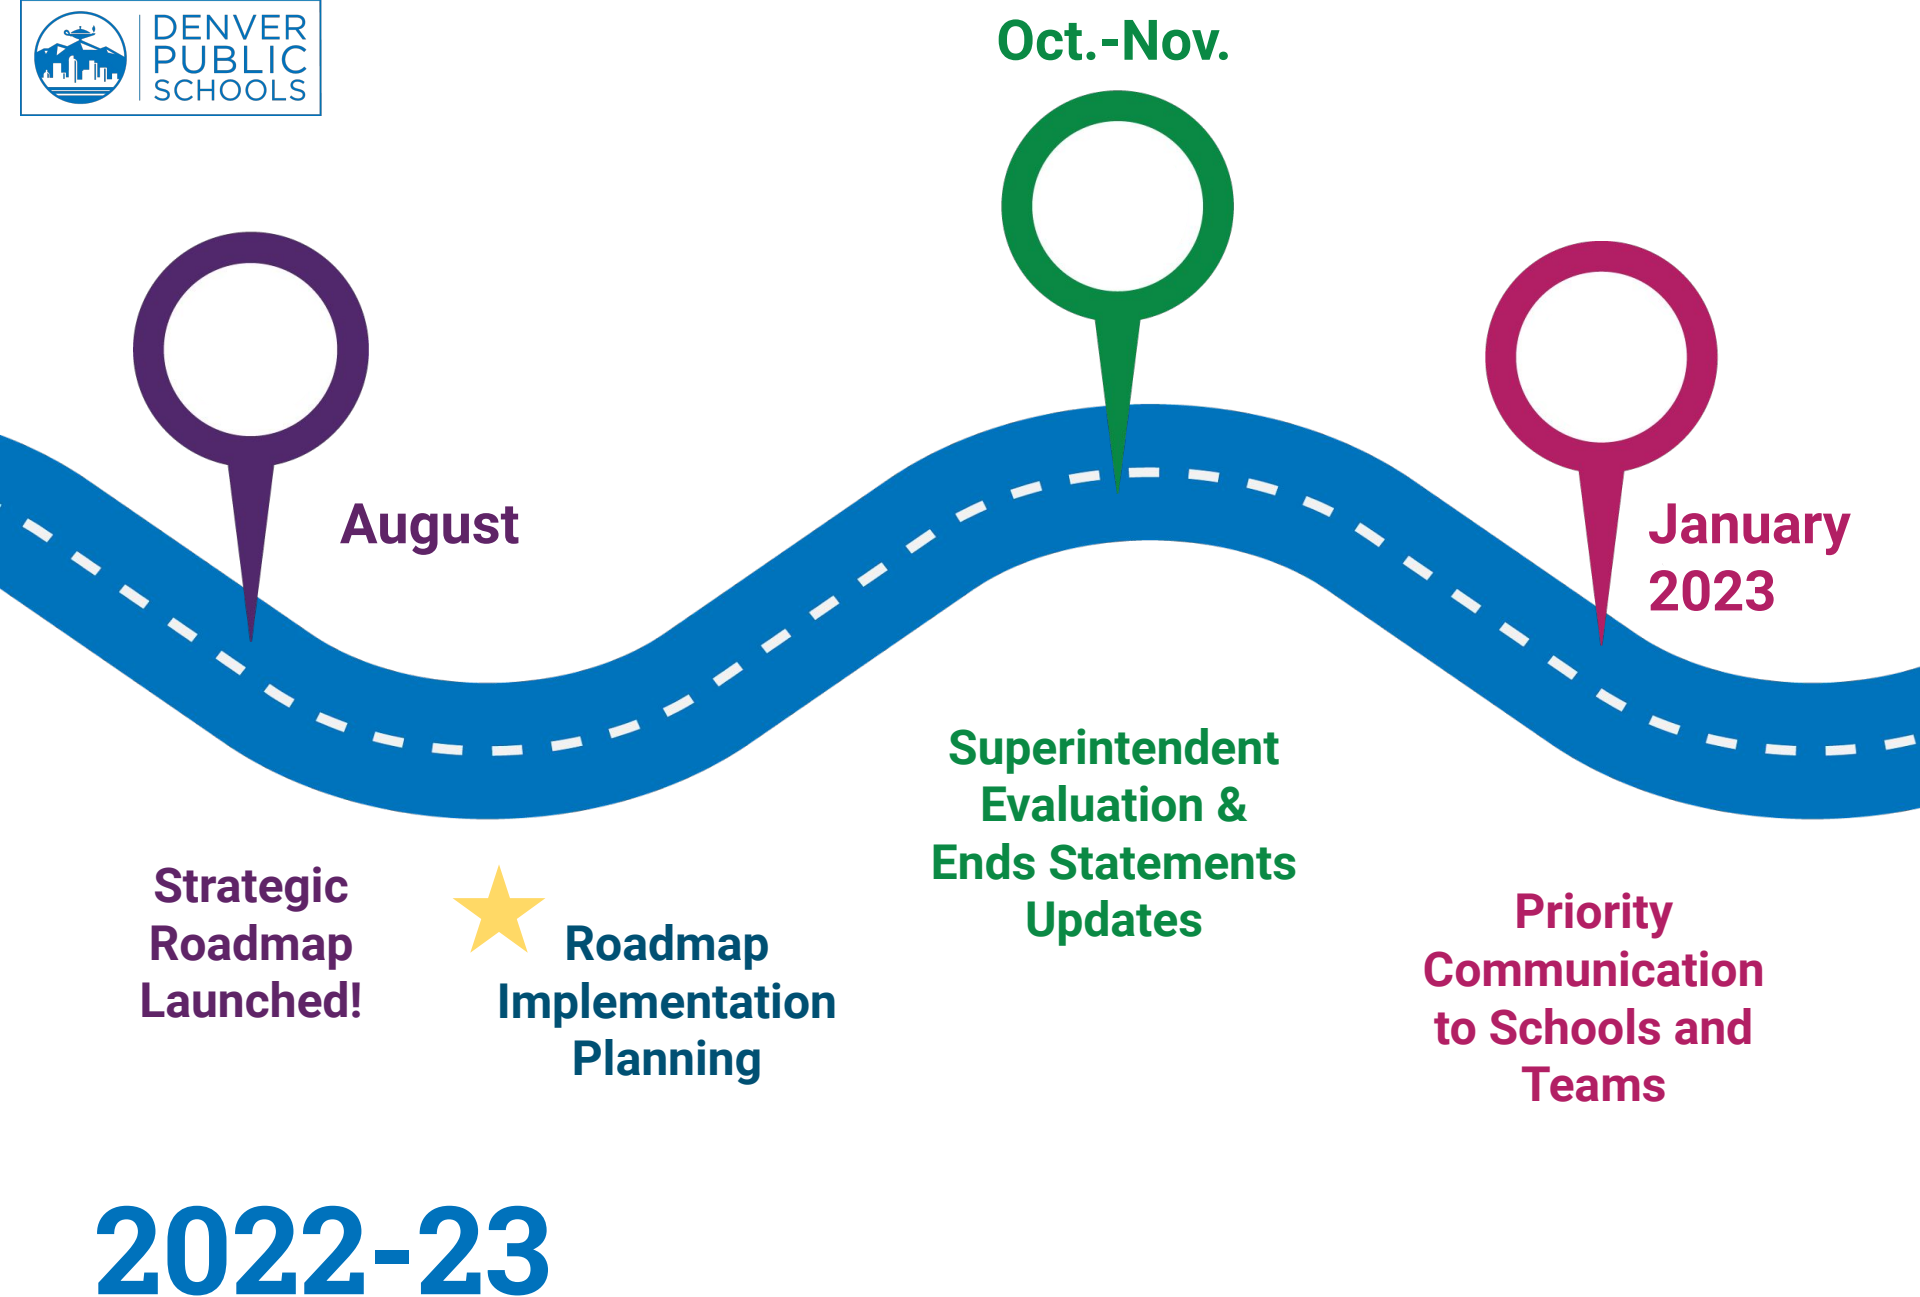 DENVER
PUBLIC
SCHOOLS
Oct.-Nov.
August
January
2023
Strategic
Roadmap
Launched!
Roadmap
Implementation
Planning
Superintendent
Evaluation &
Ends Statements
Updates
Priority
Communication
to Schools and
Teams
2022-23